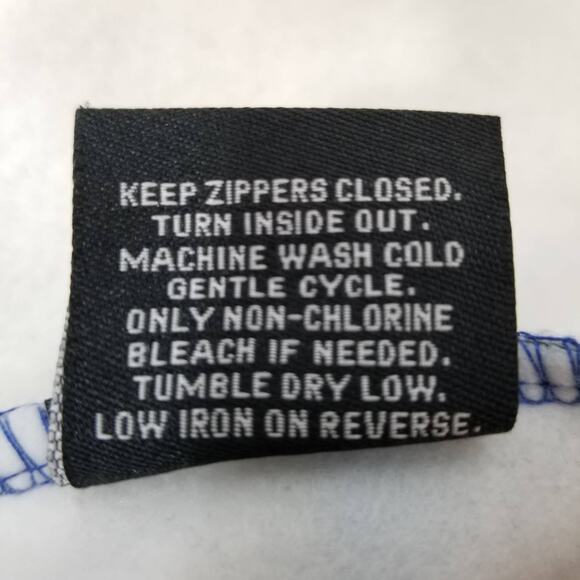 KEEP ZIPPERS CLOSED.
TURN INSIDE OUT.
MACHINE WASH COLD
GENTLE CYCLE.
ONLY NON-CHLORINE
BLEACH IF NEEDED.
TUMBLE DRY LOW.
LOW IRON ON REVERSE.